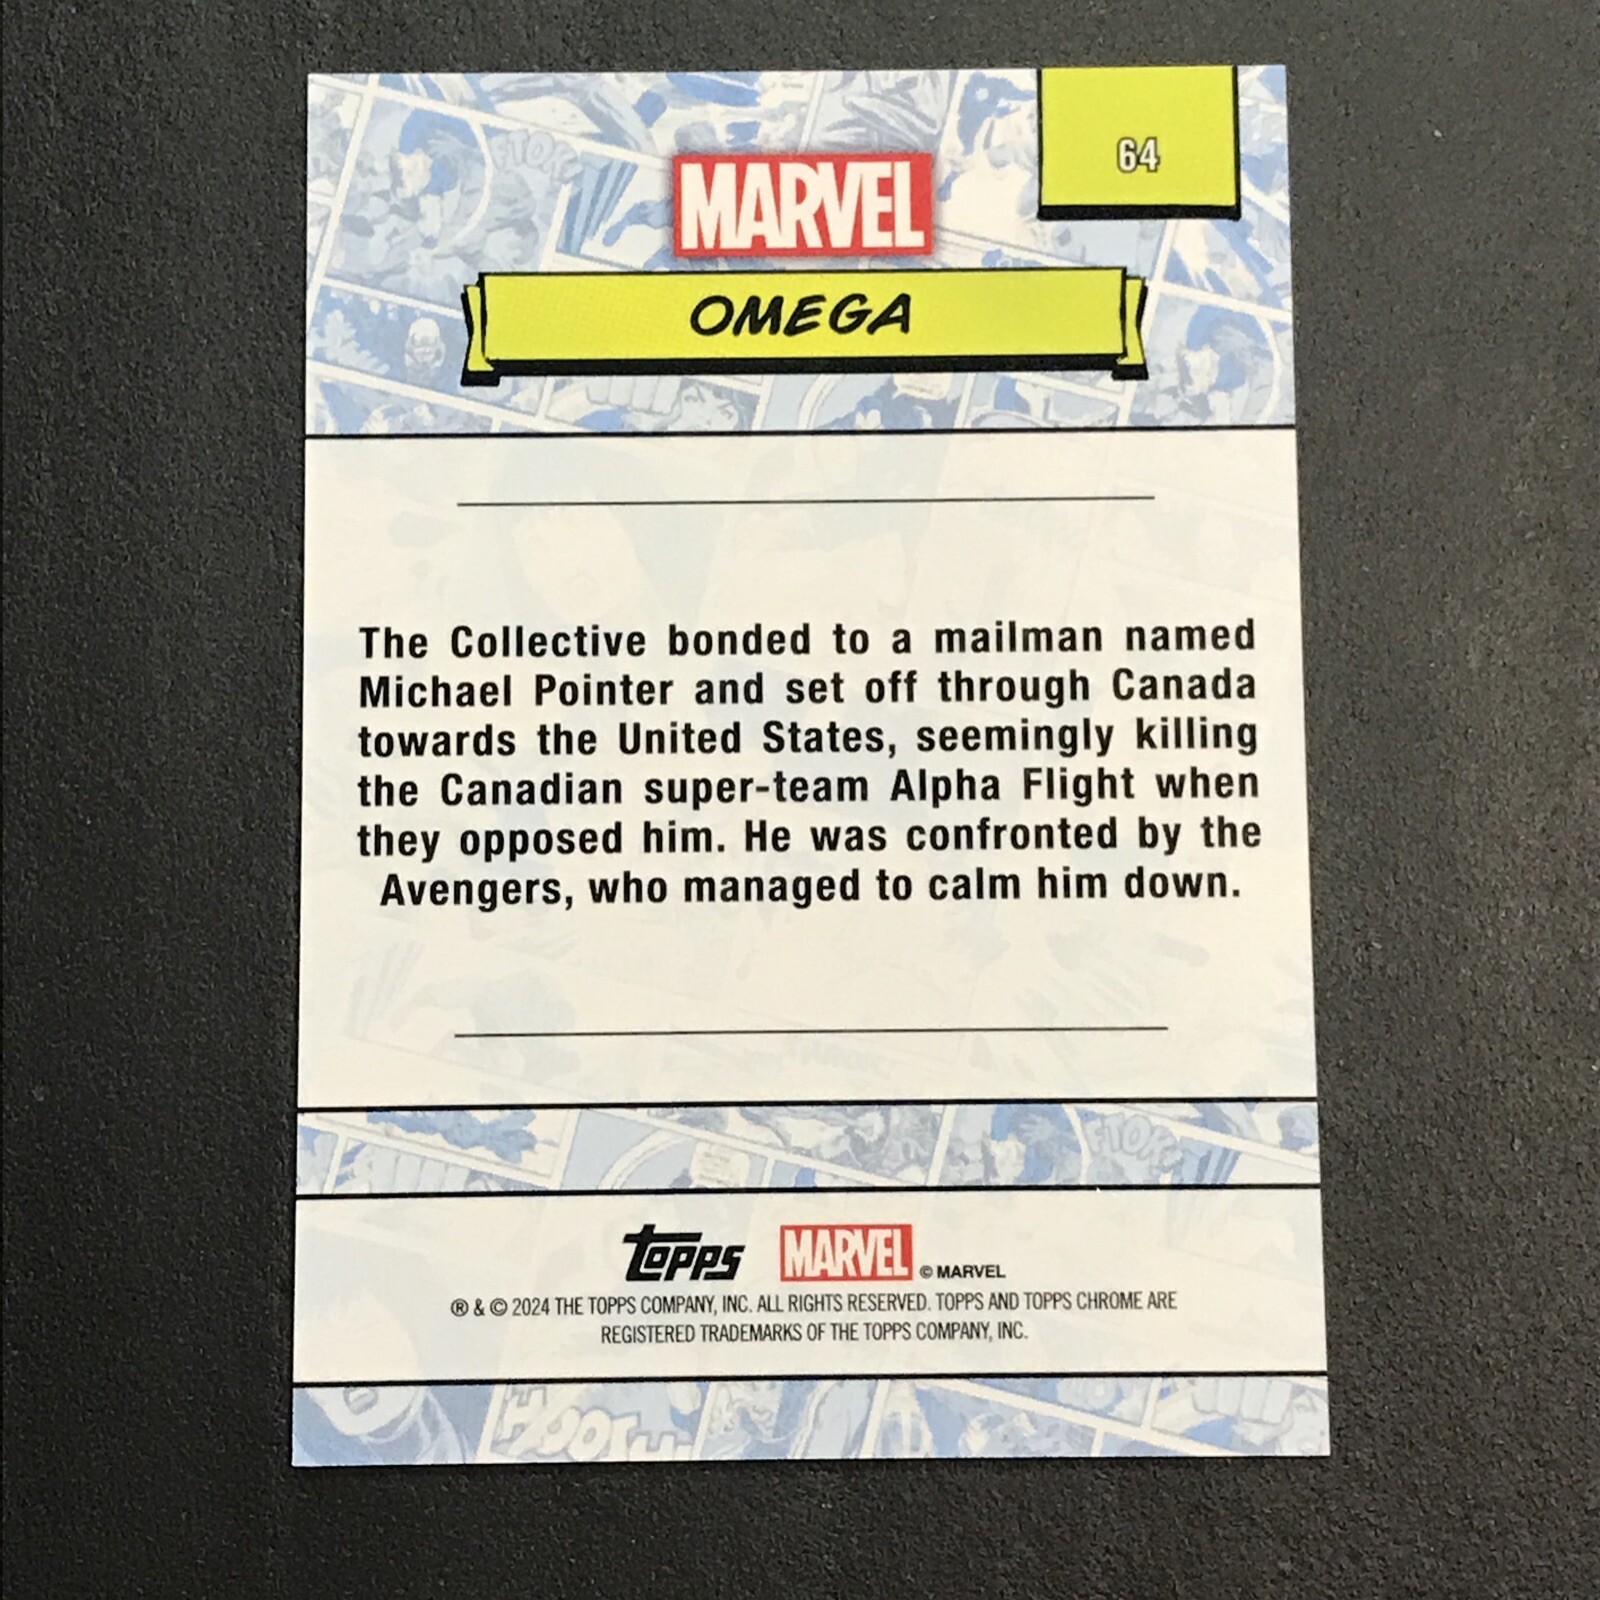 64
MARVEL
OMEGA
The Collective bonded to a mailman named
Michael Pointer and set off through Canada
towards the United States, seemingly killing
the Canadian super-team Alpha Flight when
they opposed him. He was confronted by the
Avengers, who managed to calm him down.
FTOK
topps MARVEL © MARVEL
® & © 2024 THE TOPPS COMPANY, INC. ALL RIGHTS RESERVED. TOPPS AND TOPPS CHROME ARE
REGISTERED TRADEMARKS OF THE TOPPS COMPANY, INC.